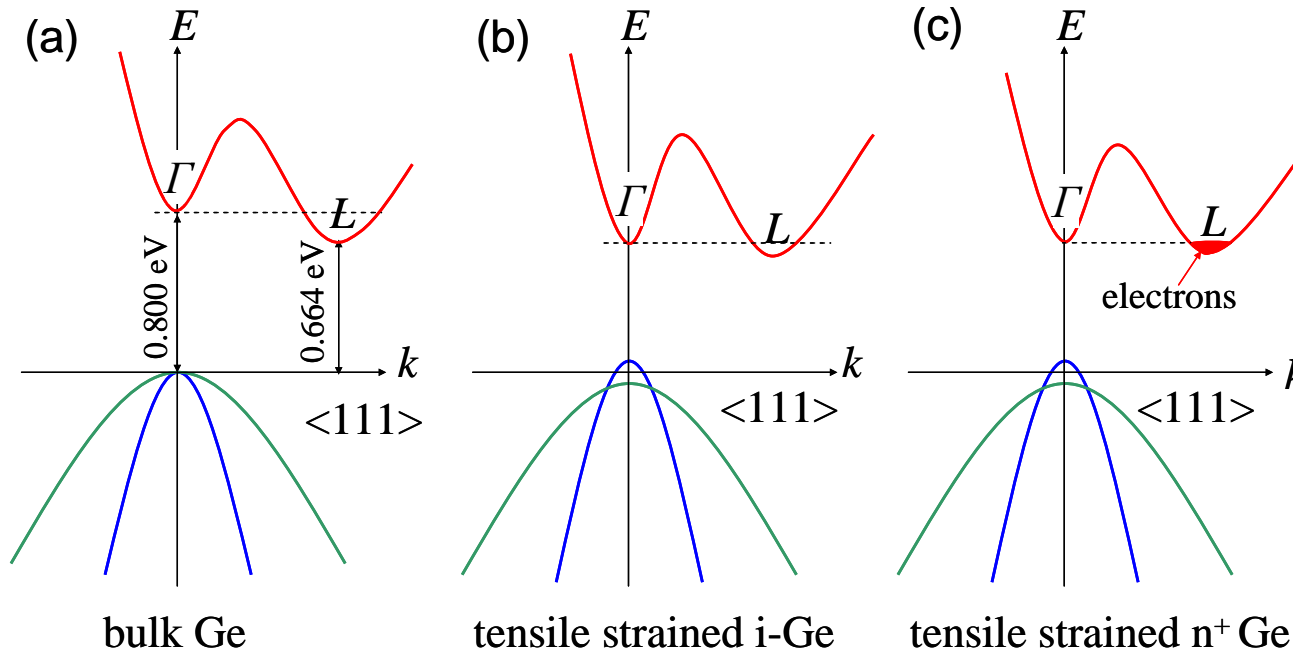 (a)
E
Γ
L
0.800 eV
0.664 eV
k
<111>
bulk Ge
(b)
E
Γ
L
k
<111>
tensile strained i-Ge
(c)
E
Γ
L
electrons
<111>
tensile strained n⁺ Ge